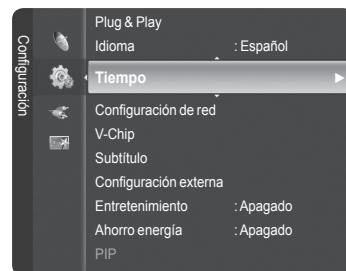 Configuración
Plug & Play
Idioma : Español
Tiempo
Configuración de red
V-Chip
Subtítulo
Configuración externa
Entretenimiento : Apagado
Ahorro energía : Apagado
PIP